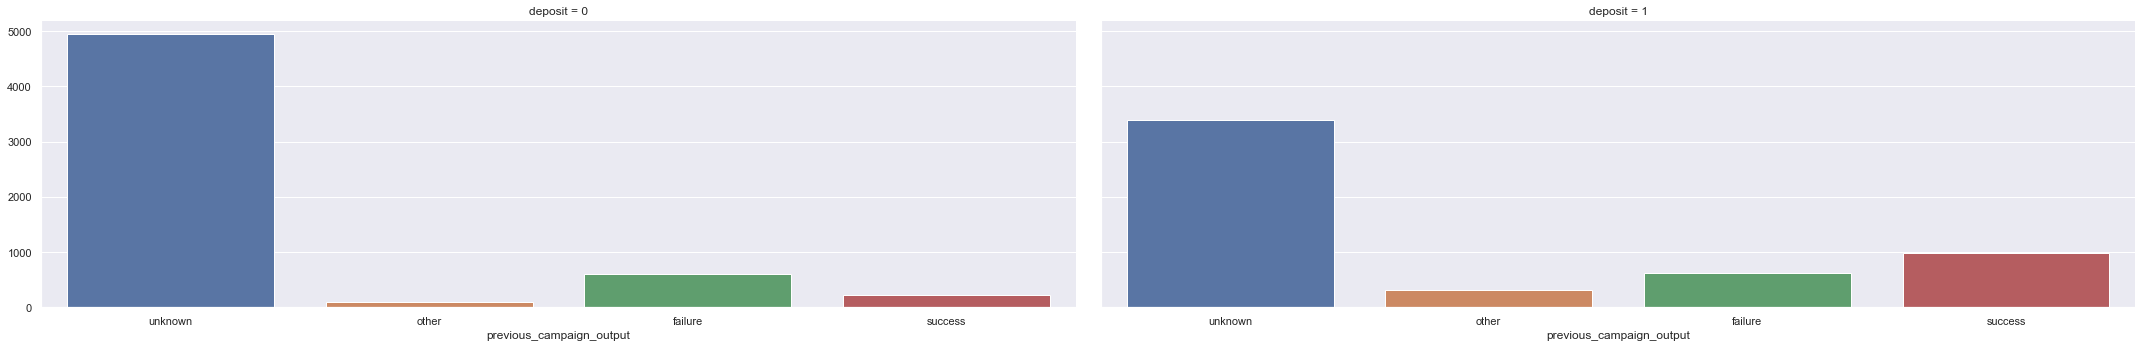 deposit = 0
deposit = 1
5000
4000
3000
2000
1000
0
unknown
other
failure
success
previous_campaign_output
unknown
other
failure
success
previous_campaign_output